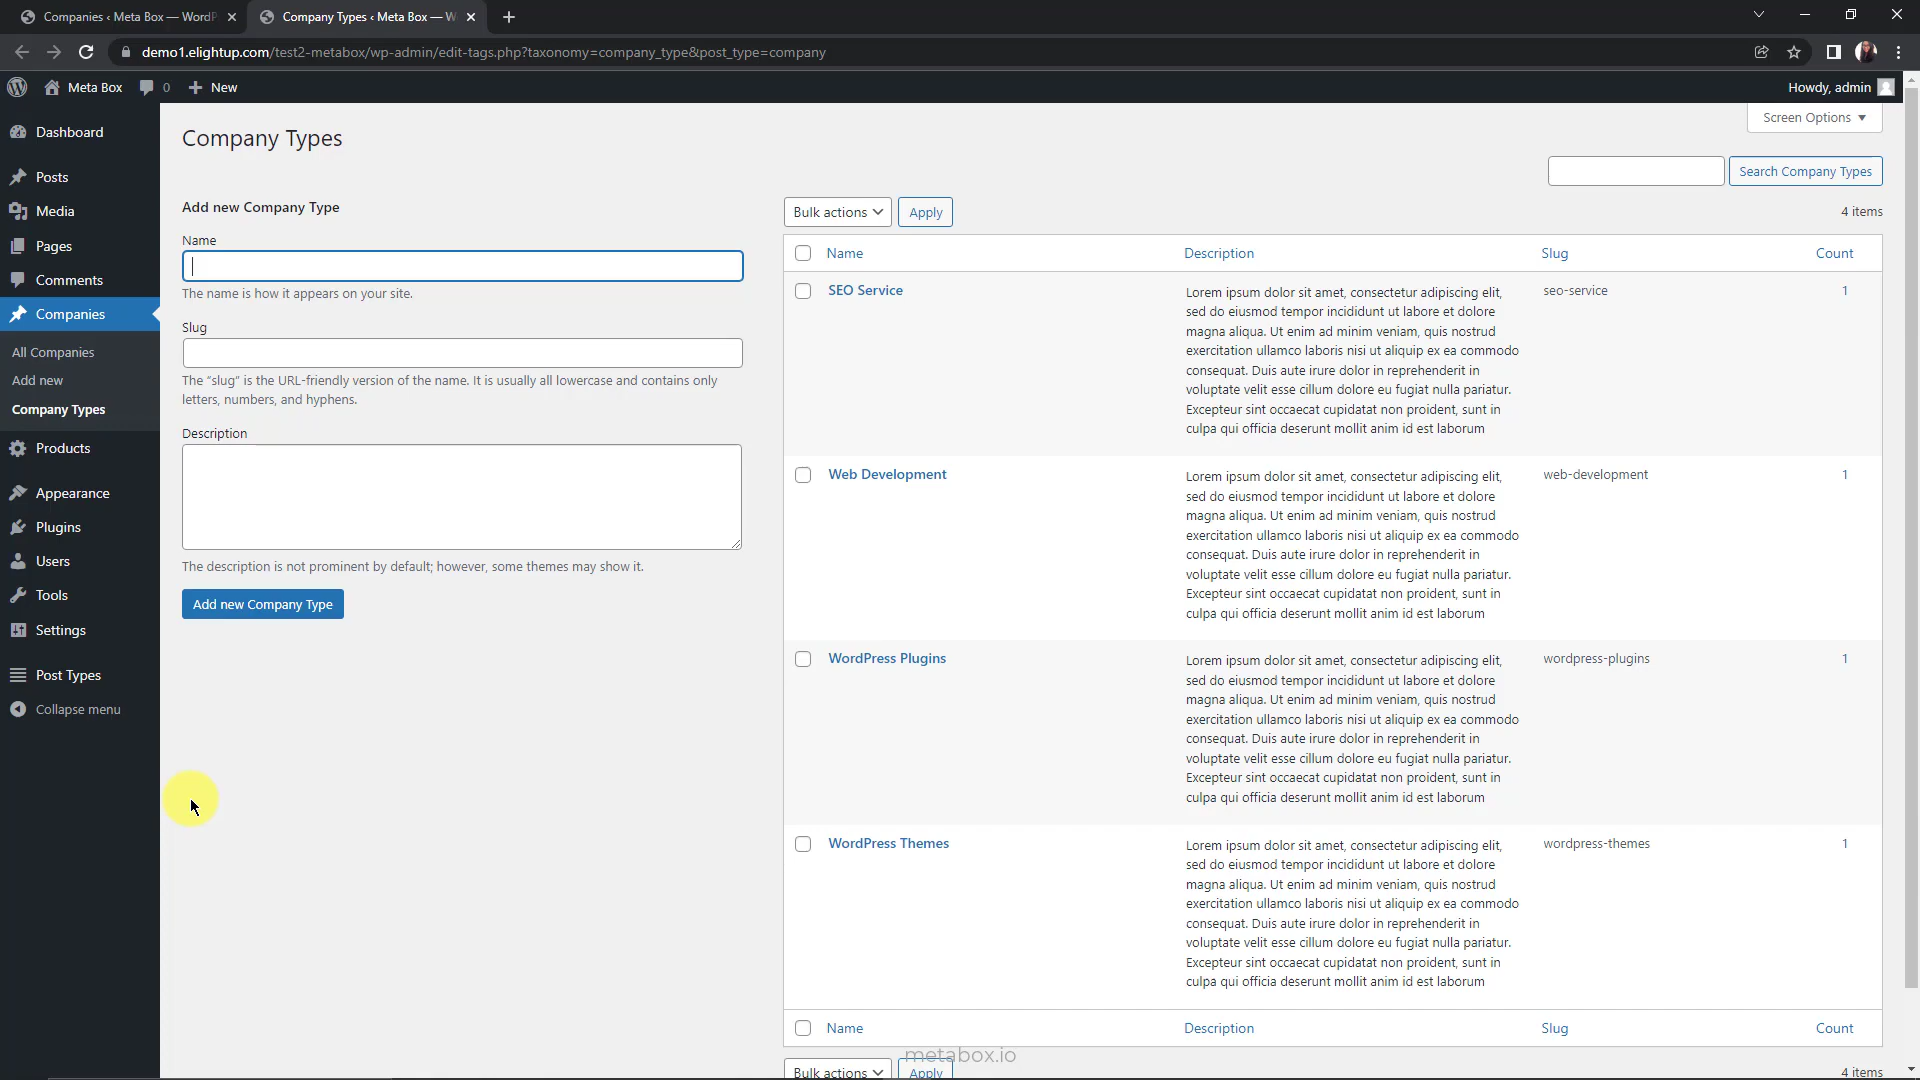 Companies ‹ Meta Box — WordP
Company Types ‹ Meta Box — W
demo1.elightup.com/test2-metabox/wp-admin/edit-tags.php?taxonomy=company_type&post_type=company
Meta Box
0
New
Howdy, admin
Dashboard
Posts
Media
Pages
Comments
Companies
All Companies
Add new
Company Types
Products
Appearance
Plugins
Users
Tools
Settings
Post Types
Collapse menu
Company Types
Screen Options
Search Company Types
Add new Company Type
Name
The name is how it appears on your site.
Slug
The “slug” is the URL-friendly version of the name. It is usually all lowercase and contains only
letters, numbers, and hyphens.
Description
The description is not prominent by default; however, some themes may show it.
Add new Company Type
Bulk actions
Apply
4 items
Name Description Slug Count
SEO Service
Lorem ipsum dolor sit amet, consectetur adipiscing elit,
sed do eiusmod tempor incididunt ut labore et dolore
magna aliqua. Ut enim ad minim veniam, quis nostrud
exercitation ullamco laboris nisi ut aliquip ex ea commodo
consequat. Duis aute irure dolor in reprehenderit in
voluptate velit esse cillum dolore eu fugiat nulla pariatur.
Excepteur sint occaecat cupidatat non proident, sunt in
culpa qui officia deserunt mollit anim id est laborum
seo-service
1
Web Development
Lorem ipsum dolor sit amet, consectetur adipiscing elit,
sed do eiusmod tempor incididunt ut labore et dolore
magna aliqua. Ut enim ad minim veniam, quis nostrud
exercitation ullamco laboris nisi ut aliquip ex ea commodo
consequat. Duis aute irure dolor in reprehenderit in
voluptate velit esse cillum dolore eu fugiat nulla pariatur.
Excepteur sint occaecat cupidatat non proident, sunt in
culpa qui officia deserunt mollit anim id est laborum
web-development
1
WordPress Plugins
Lorem ipsum dolor sit amet, consectetur adipiscing elit,
sed do eiusmod tempor incididunt ut labore et dolore
magna aliqua. Ut enim ad minim veniam, quis nostrud
exercitation ullamco laboris nisi ut aliquip ex ea commodo
consequat. Duis aute irure dolor in reprehenderit in
voluptate velit esse cillum dolore eu fugiat nulla pariatur.
Excepteur sint occaecat cupidatat non proident, sunt in
culpa qui officia deserunt mollit anim id est laborum
wordpress-plugins
1
WordPress Themes
Lorem ipsum dolor sit amet, consectetur adipiscing elit,
sed do eiusmod tempor incididunt ut labore et dolore
magna aliqua. Ut enim ad minim veniam, quis nostrud
exercitation ullamco laboris nisi ut aliquip ex ea commodo
consequat. Duis aute irure dolor in reprehenderit in
voluptate velit esse cillum dolore eu fugiat nulla pariatur.
Excepteur sint occaecat cupidatat non proident, sunt in
culpa qui officia deserunt mollit anim id est laborum
wordpress-themes
1
Name Description Slug Count
metabox.io
Bulk actions
Apply
4 items